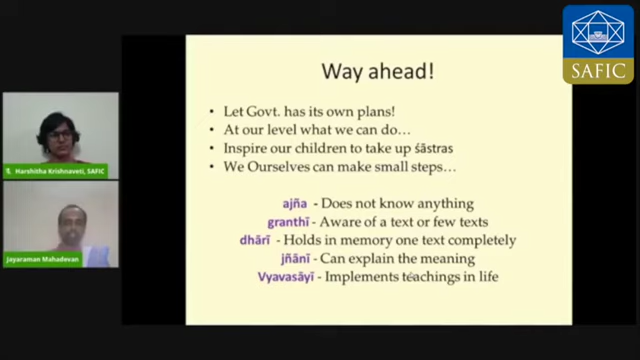 SAFIC
Way ahead!
• Let Govt. has its own plans!
• At our level what we can do…
• Inspire our children to take up śāstras
• We Ourselves can make small steps…
ajña - Does not know anything
granthī - Aware of a text or few texts
dhārī - Holds in memory one text completely
jñānī - Can explain the meaning
Vyavasāyī - Implements teachings in life
Harshitha Krishnaveti, SAFIC
Jayaraman Mahadevan